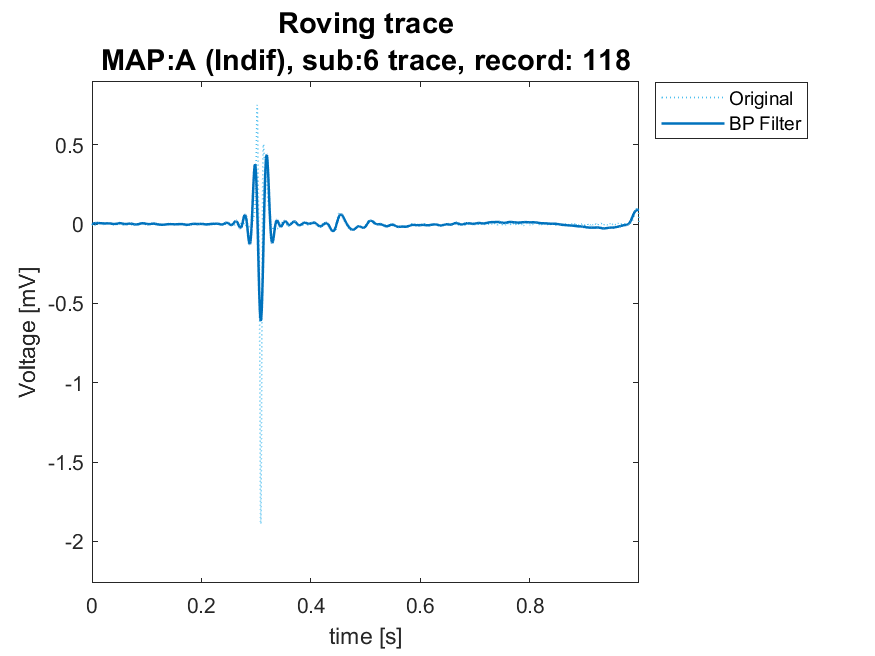 Roving trace
MAP:A (Indif), sub:6 trace, record: 118
Original
BP Filter
0.5
0
-0.5
-1
-1.5
-2
Voltage [mV]
0
0.2
0.4
0.6
0.8
time [s]